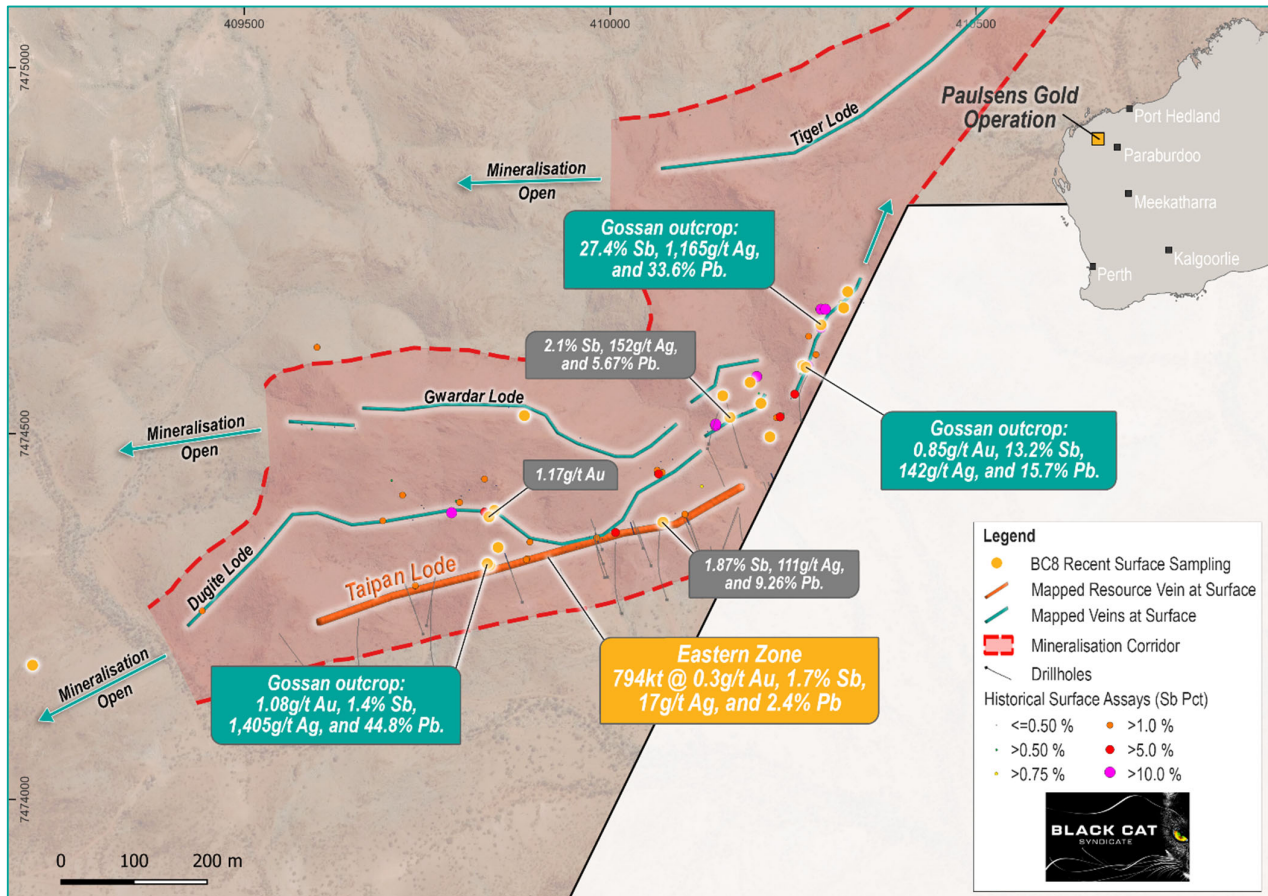 409500
410000
410500
7475000
7474500
7474000
Paulsens Gold
Operation
Port Hedland
Paraburdoo
Meekatharra
Kalgoorlie
Perth
Tiger Lode
Mineralisation
Open
Gossan outcrop:
27.4% Sb, 1,165g/t Ag,
and 33.6% Pb.
2.1% Sb, 152g/t Ag,
and 5.67% Pb.
Gwardar Lode
Mineralisation
Open
Gossan outcrop:
0.85g/t Au, 13.2% Sb,
142g/t Ag, and 15.7% Pb.
1.17g/t Au
Dugite Lode
Taipan Lode
1.87% Sb, 111g/t Ag,
and 9.26% Pb.
Mineralisation
Open
Gossan outcrop:
1.08g/t Au, 1.4% Sb,
1,405g/t Ag, and 44.8% Pb.
Eastern Zone
794kt @ 0.3g/t Au, 1.7% Sb,
17g/t Ag, and 2.4% Pb
0 100 200 m
Legend
BC8 Recent Surface Sampling
Mapped Resource Vein at Surface
Mapped Veins at Surface
Mineralisation Corridor
Drillholes
Historical Surface Assays (Sb Pct)
<=0.50 %
>0.50 %
>0.75 %
>1.0 %
>5.0 %
>10.0 %
BLACK CAT
SYNDICATE